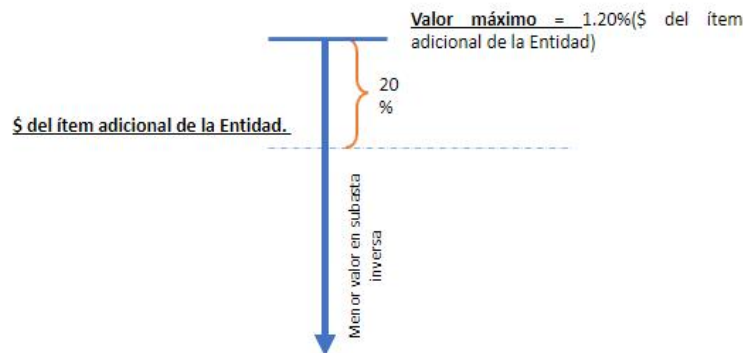 Valor máximo = 1.20%($ del ítem
adicional de la Entidad)
20
%
$ del ítem adicional de la Entidad.
Menor valor en subasta
inversa